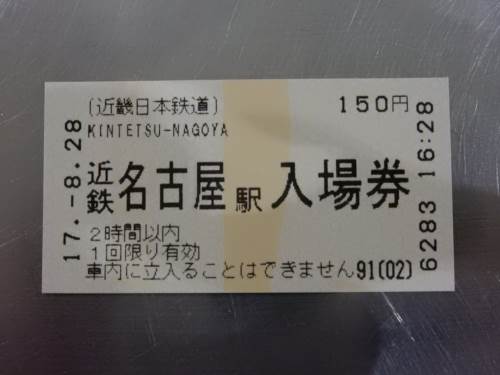 (近畿日本鉄道)
150円
KINTETSU-NAGOYA
近鉄名古屋駅入場券
2時間以内
1回限り有効
車内に立入ることはできません91(02)
17.-8.28
6283 16:28